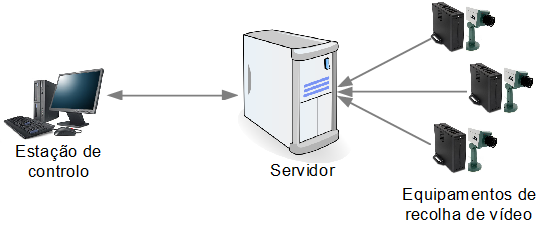 Estação de
controlo
Servidor
Equipamentos de
recolha de vídeo